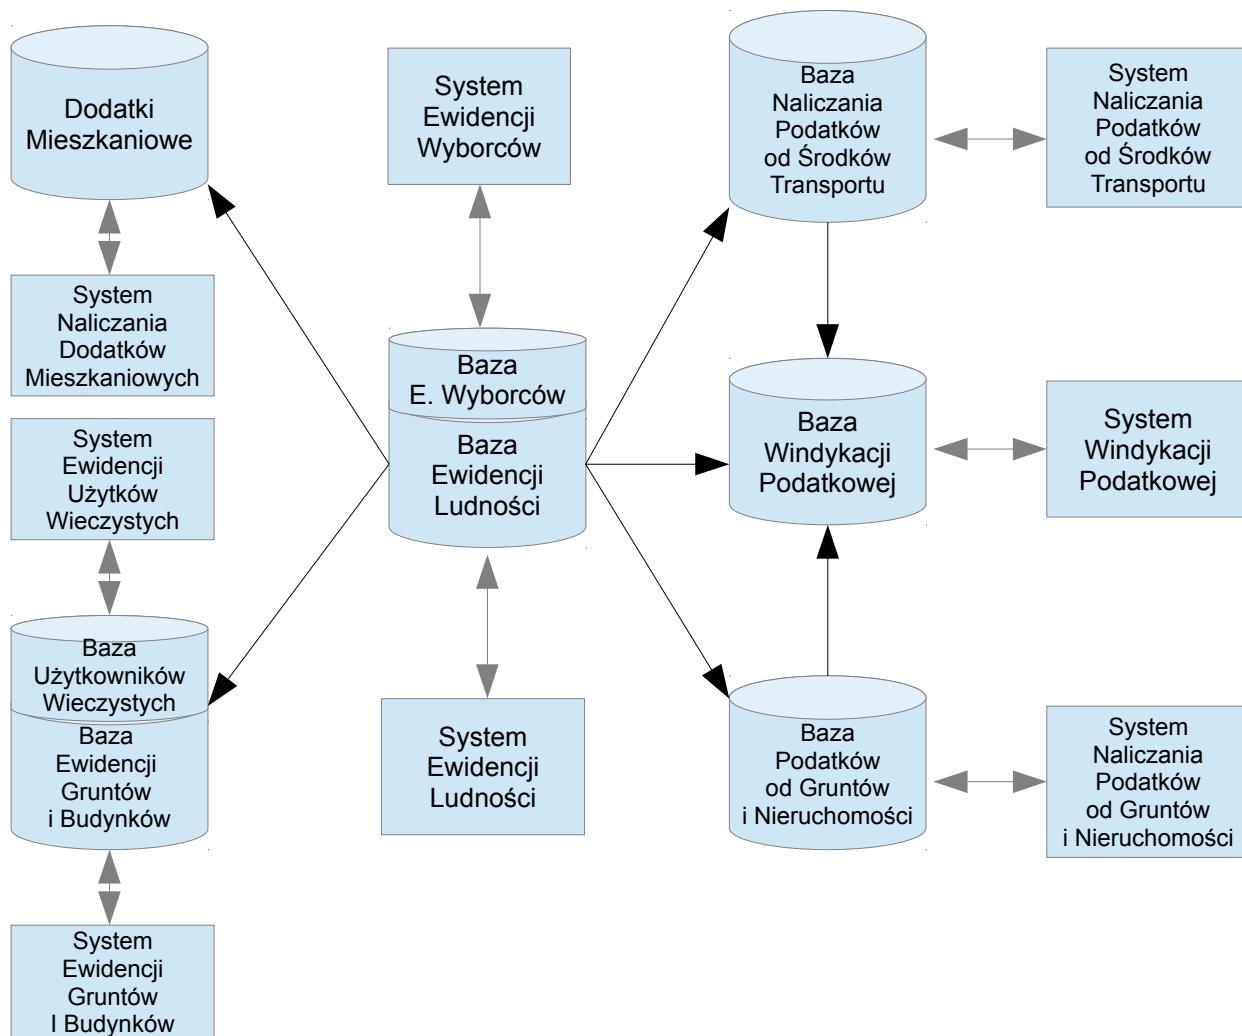 Dodatki
Mieszkaniowe
System
Ewidencji
Wyborców
Baza
Naliczania
Podatków
od Środków
Transportu
System
Naliczania
Podatków
od Środków
Transportu
System
Naliczania
Dodatków
Mieszkaniowych
Baza
E. Wyborców
Baza
Ewidencji
Ludności
Baza
Windykacji
Podatkowej
System
Windykacji
Podatkowej
System
Ewidencji
Użytków
Wieczystych
Baza
Użytkowników
Wieczystych
Baza
Ewidencji
Gruntów
i Budynków
System
Ewidencji
Ludności
Baza
Podatków
od Gruntów
i Nieruchomości
System
Naliczania
Podatków
od Gruntów
i Nieruchomości
System
Ewidencji
Gruntów
I Budynków